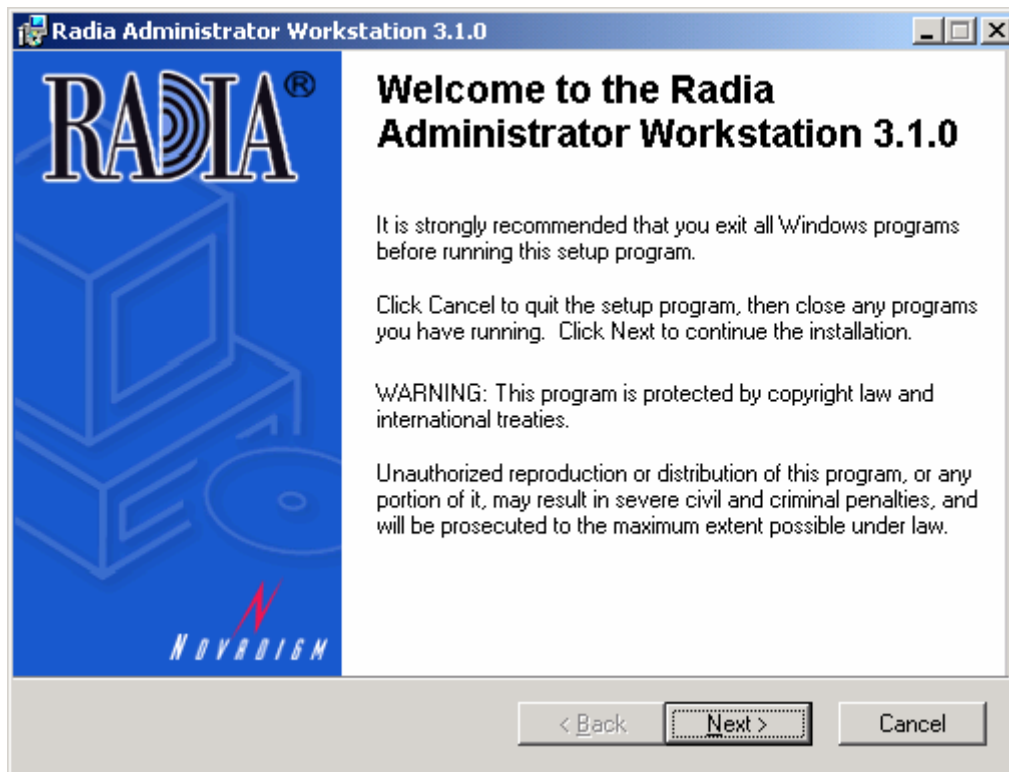 Radia Administrator Workstation 3.1.0
RADIA®
Welcome to the Radia
Administrator Workstation 3.1.0
It is strongly recommended that you exit all Windows programs
before running this setup program.
Click Cancel to quit the setup program, then close any programs
you have running.  Click Next to continue the installation.
WARNING: This program is protected by copyright law and
international treaties.
Unauthorized reproduction or distribution of this program, or any
portion of it, may result in severe civil and criminal penalties, and
will be prosecuted to the maximum extent possible under law.
NOVADIGM
< Back Next > Cancel